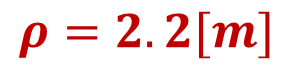 ρ = 2.2[m]